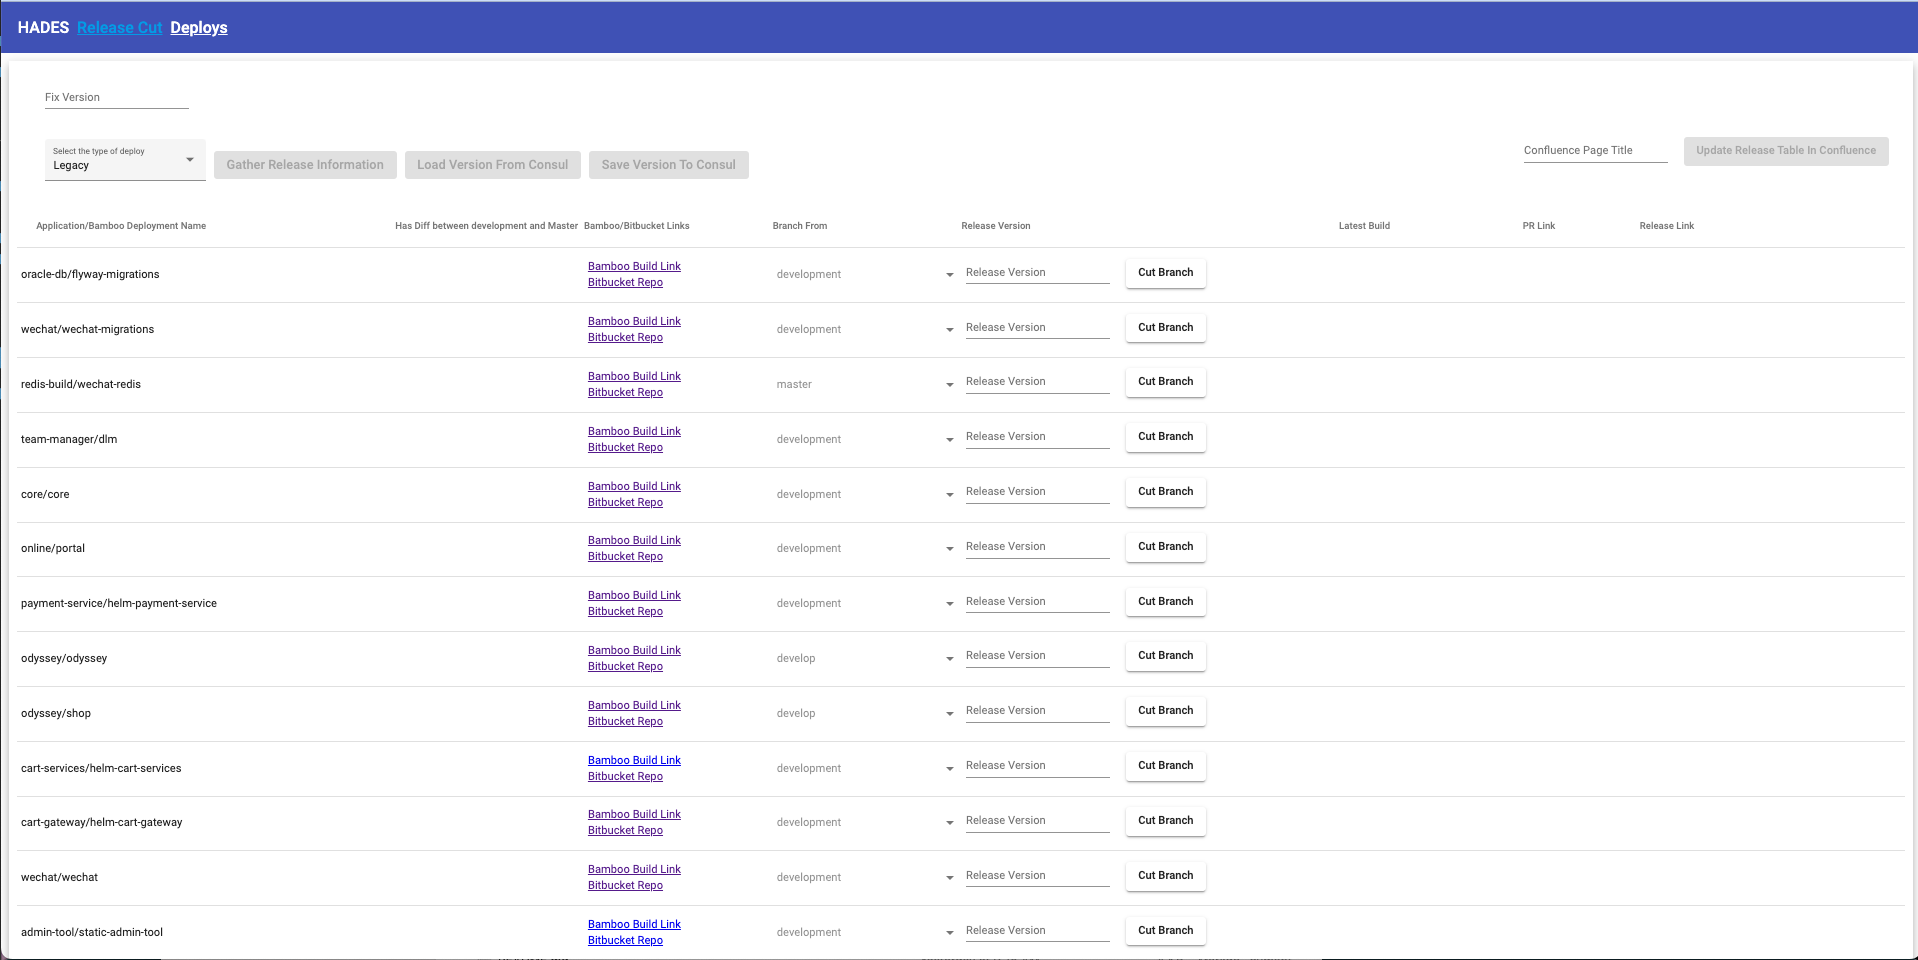 HADES Release Cut Deploys
Fix Version
Select the type of deploy
Legacy
Gather Release Information
Load Version From Consul
Save Version To Consul
Confluence Page Title
Update Release Table In Confluence
Application/Bamboo Deployment Name Has Diff between development and Master Bamboo/Bitbucket Links Branch From Release Version Latest Build PR Link Release Link
oracle-db/flyway-migrations
Bamboo Build Link
Bitbucket Repo
development
Release Version
Cut Branch
wechat/wechat-migrations
Bamboo Build Link
Bitbucket Repo
development
Release Version
Cut Branch
redis-build/wechat-redis
Bamboo Build Link
Bitbucket Repo
master
Release Version
Cut Branch
team-manager/dlm
Bamboo Build Link
Bitbucket Repo
development
Release Version
Cut Branch
core/core
Bamboo Build Link
Bitbucket Repo
development
Release Version
Cut Branch
online/portal
Bamboo Build Link
Bitbucket Repo
development
Release Version
Cut Branch
payment-service/helm-payment-service
Bamboo Build Link
Bitbucket Repo
development
Release Version
Cut Branch
odyssey/odyssey
Bamboo Build Link
Bitbucket Repo
develop
Release Version
Cut Branch
odyssey/shop
Bamboo Build Link
Bitbucket Repo
develop
Release Version
Cut Branch
cart-services/helm-cart-services
Bamboo Build Link
Bitbucket Repo
development
Release Version
Cut Branch
cart-gateway/helm-cart-gateway
Bamboo Build Link
Bitbucket Repo
development
Release Version
Cut Branch
wechat/wechat
Bamboo Build Link
Bitbucket Repo
development
Release Version
Cut Branch
admin-tool/static-admin-tool
Bamboo Build Link
Bitbucket Repo
development
Release Version
Cut Branch